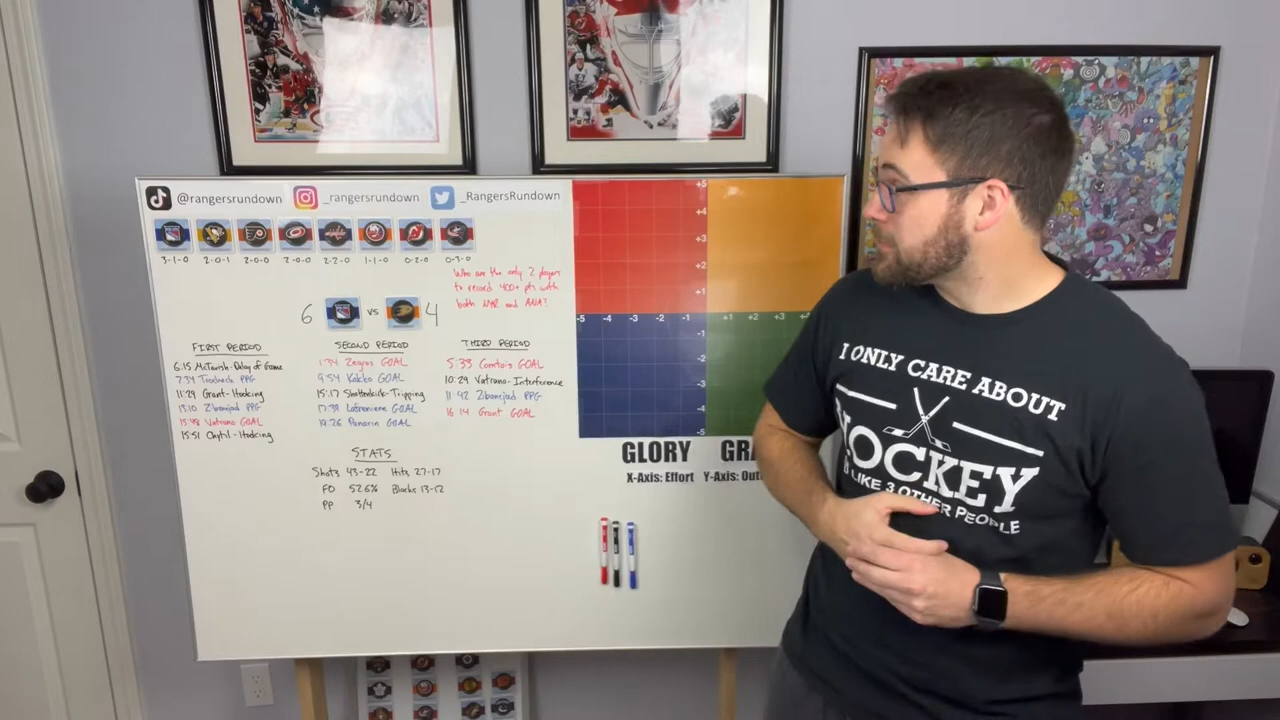 @rangersrundown _rangersrundown _RangersRundown
3-1-0 2-0-1 2-0-0 2-0-0 2-2-0 1-1-0 0-2-0 0-3-0
Who are the only 2 players
to record 400+ pts with
both NYR and ANA?
6 VS 4
FIRST PERIOD
6:15 McTavish-Delay of Game
7:34 Trocheck PPG
11:29 Grant-Hooking
13:10 Zibanejad PPG
15:48 Vatrano GOAL
15:51 Chytil-Hooking
SECOND PERIOD
1:34 Zegras GOAL
9:54 Kakko GOAL
15:17 Shattenkirk-Tripping
17:39 Lafreniere GOAL
19:26 Panarin GOAL
THIRD PERIOD
5:33 Comtois GOAL
10:29 Vatrano-Interference
11:42 Zibanejad PPG
16:14 Grant GOAL
STATS
Shots 43-22 Hits 27-17
FO 52.6% Blocks 13-12
PP 3/4
+5
+4
+3
+2
+1
-5 -4 -3 -2 -1 +1 +2 +3 +4
-1
-2
-3
-4
-5
GLORY GRA
X-Axis: Effort Y-Axis: Out
I ONLY CARE ABOUT
HOCKEY
LIKE 3 OTHER PEOPLE